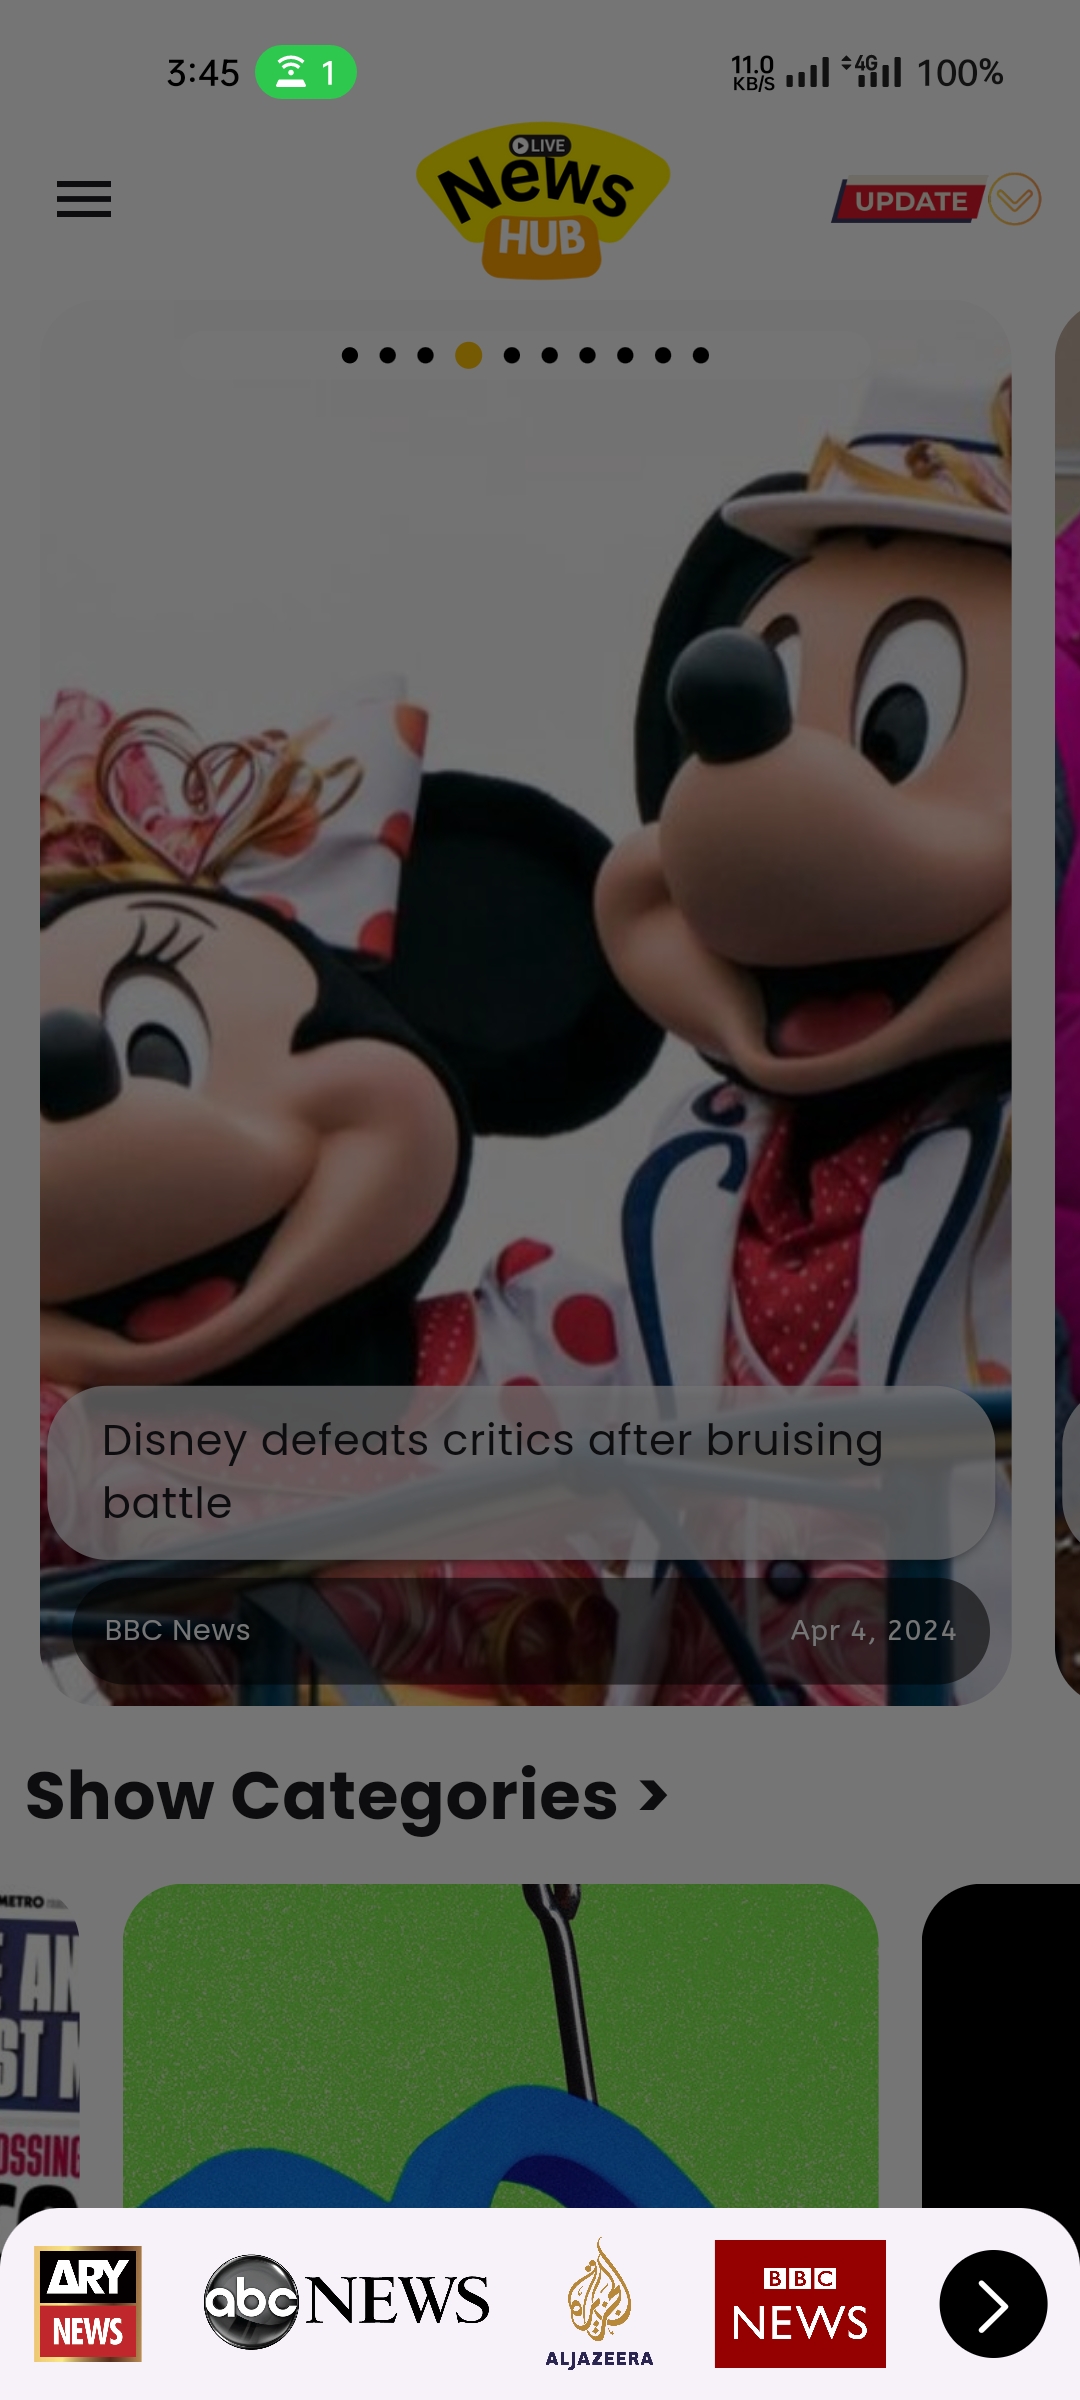 3:45
1
11.0
KB/S
4G
100%
LIVE
News
HUB
UPDATE
Disney defeats critics after bruising
battle
BBC News
Apr 4, 2024
Show Categories >
METRO
OSSING
ARY
NEWS
abc NEWS
ALJAZEERA
BBC
NEWS